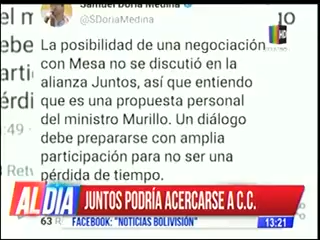 Samuel Doria Medina
@SDoriaMedina
La posibilidad de una negociación
con Mesa no se discutió en la
alianza Juntos, así que entiendo
que es una propuesta personal
del ministro Murillo. Un diálogo
debe prepararse con amplia
participación para no ser una
pérdida de tiempo.
AL DÍA
JUNTOS PODRÍA ACERCARSE A C.C.
FACEBOOK: "NOTICIAS BOLIVISIÓN"
13:21